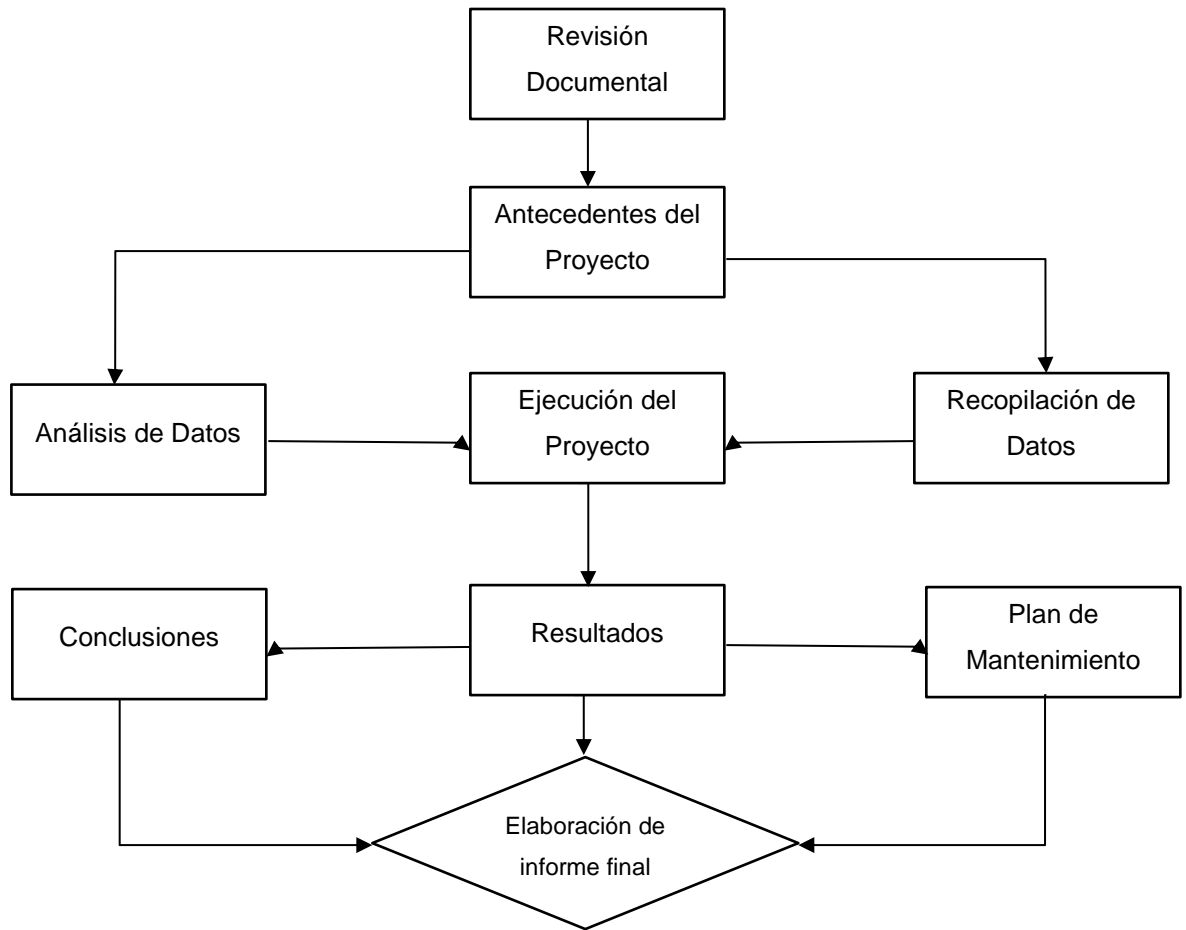 Revisión
Documental
Antecedentes del
Proyecto
Análisis de Datos
Ejecución del
Proyecto
Recopilación de
Datos
Conclusiones
Resultados
Plan de
Mantenimiento
Elaboración de
informe final